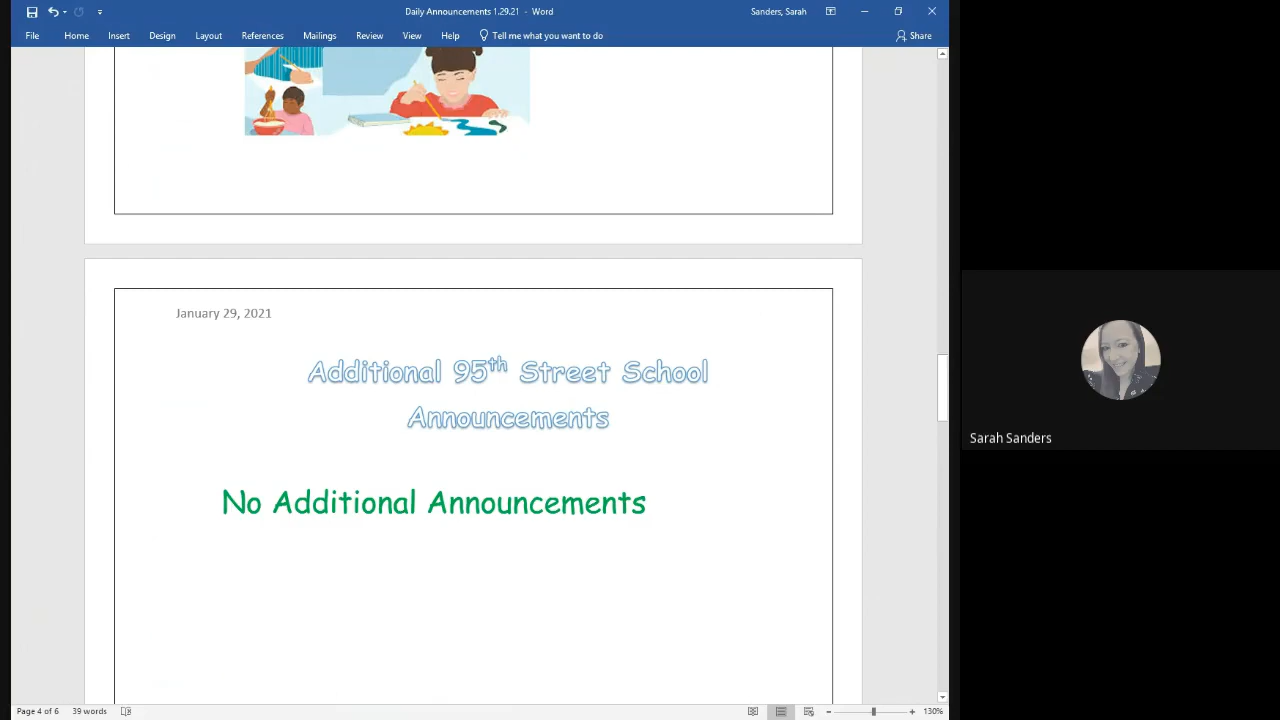 Daily Announcements 1.29.21 - Word
Sanders, Sarah
File Home Insert Design Layout References Mailings Review View Help Tell me what you want to do Share
January 29, 2021
Additional 95th Street School
Announcements
Sarah Sanders
No Additional Announcements
Page 4 of 6 39 words 130%